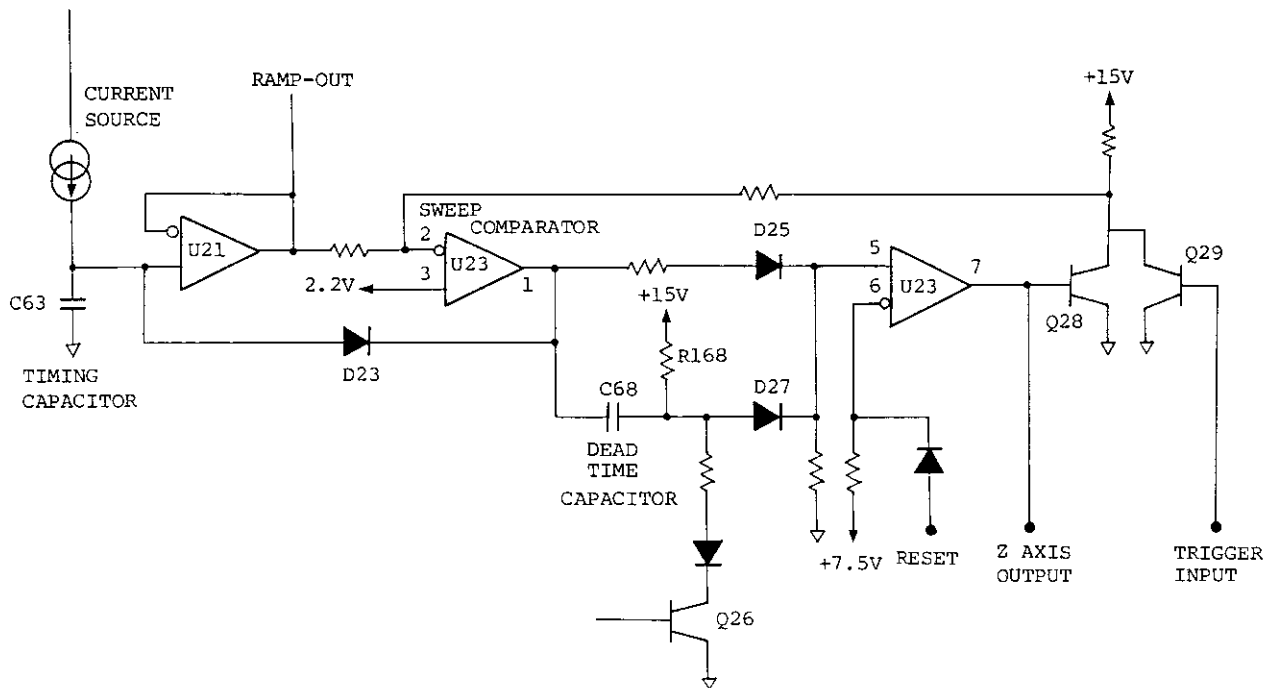 +15V
RAMP-OUT
CURRENT
SOURCE
SWEEP
COMPARATOR
D25
Q29
2
5
U21
U23
U23
7
3
6
2.2V
1
+15V
C63
Q28
R168
D23
C68
D27
TIMING
CAPACITOR
DEAD
TIME
CAPACITOR
+7.5V
RESET
Z AXIS
OUTPUT
TRIGGER
INPUT
Q26